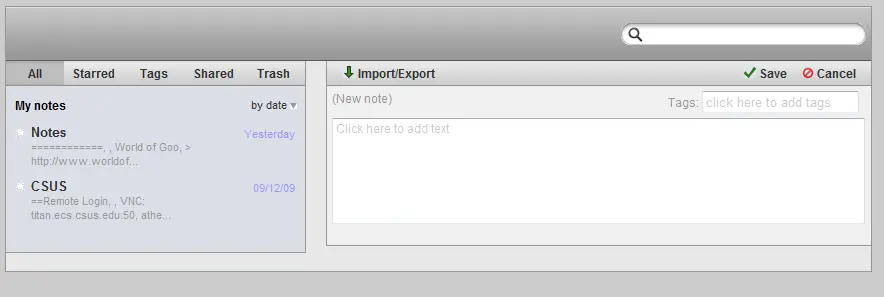 All Starred Tags Shared Trash
My notes by date
Notes Yesterday
============, , World of Goo, >
http://www.worldof...
CSUS 09/12/09
==Remote Login, , VNC:
titan.ecs.csus.edu:50, athe...
Import/Export Save Cancel
(New note) Tags: click here to add tags
Click here to add text